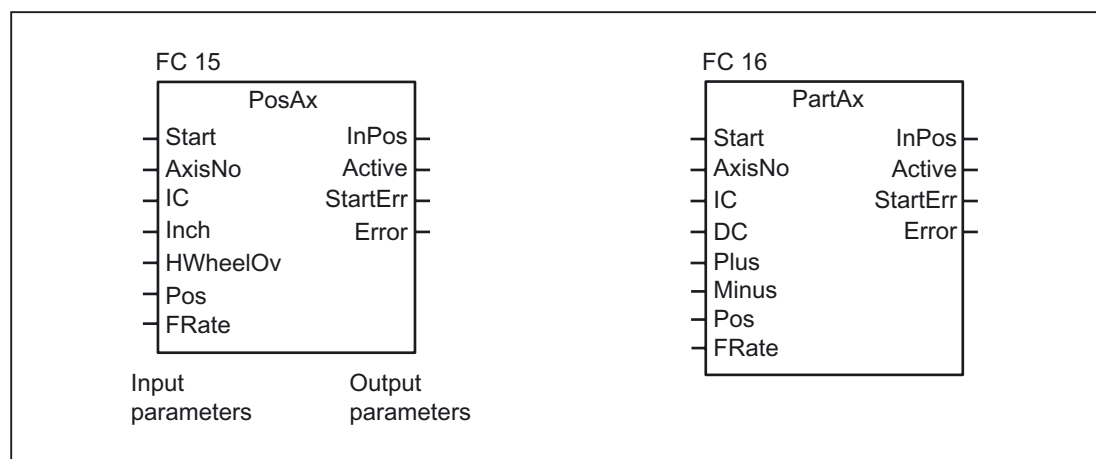 FC 15
PosAx
Start InPos
AxisNo Active
IC StartErr
Inch Error
HWheelOv
Pos
FRate
Input parameters
Output parameters
FC 16
PartAx
Start InPos
AxisNo Active
IC StartErr
DC Error
Plus
Minus
Pos
FRate